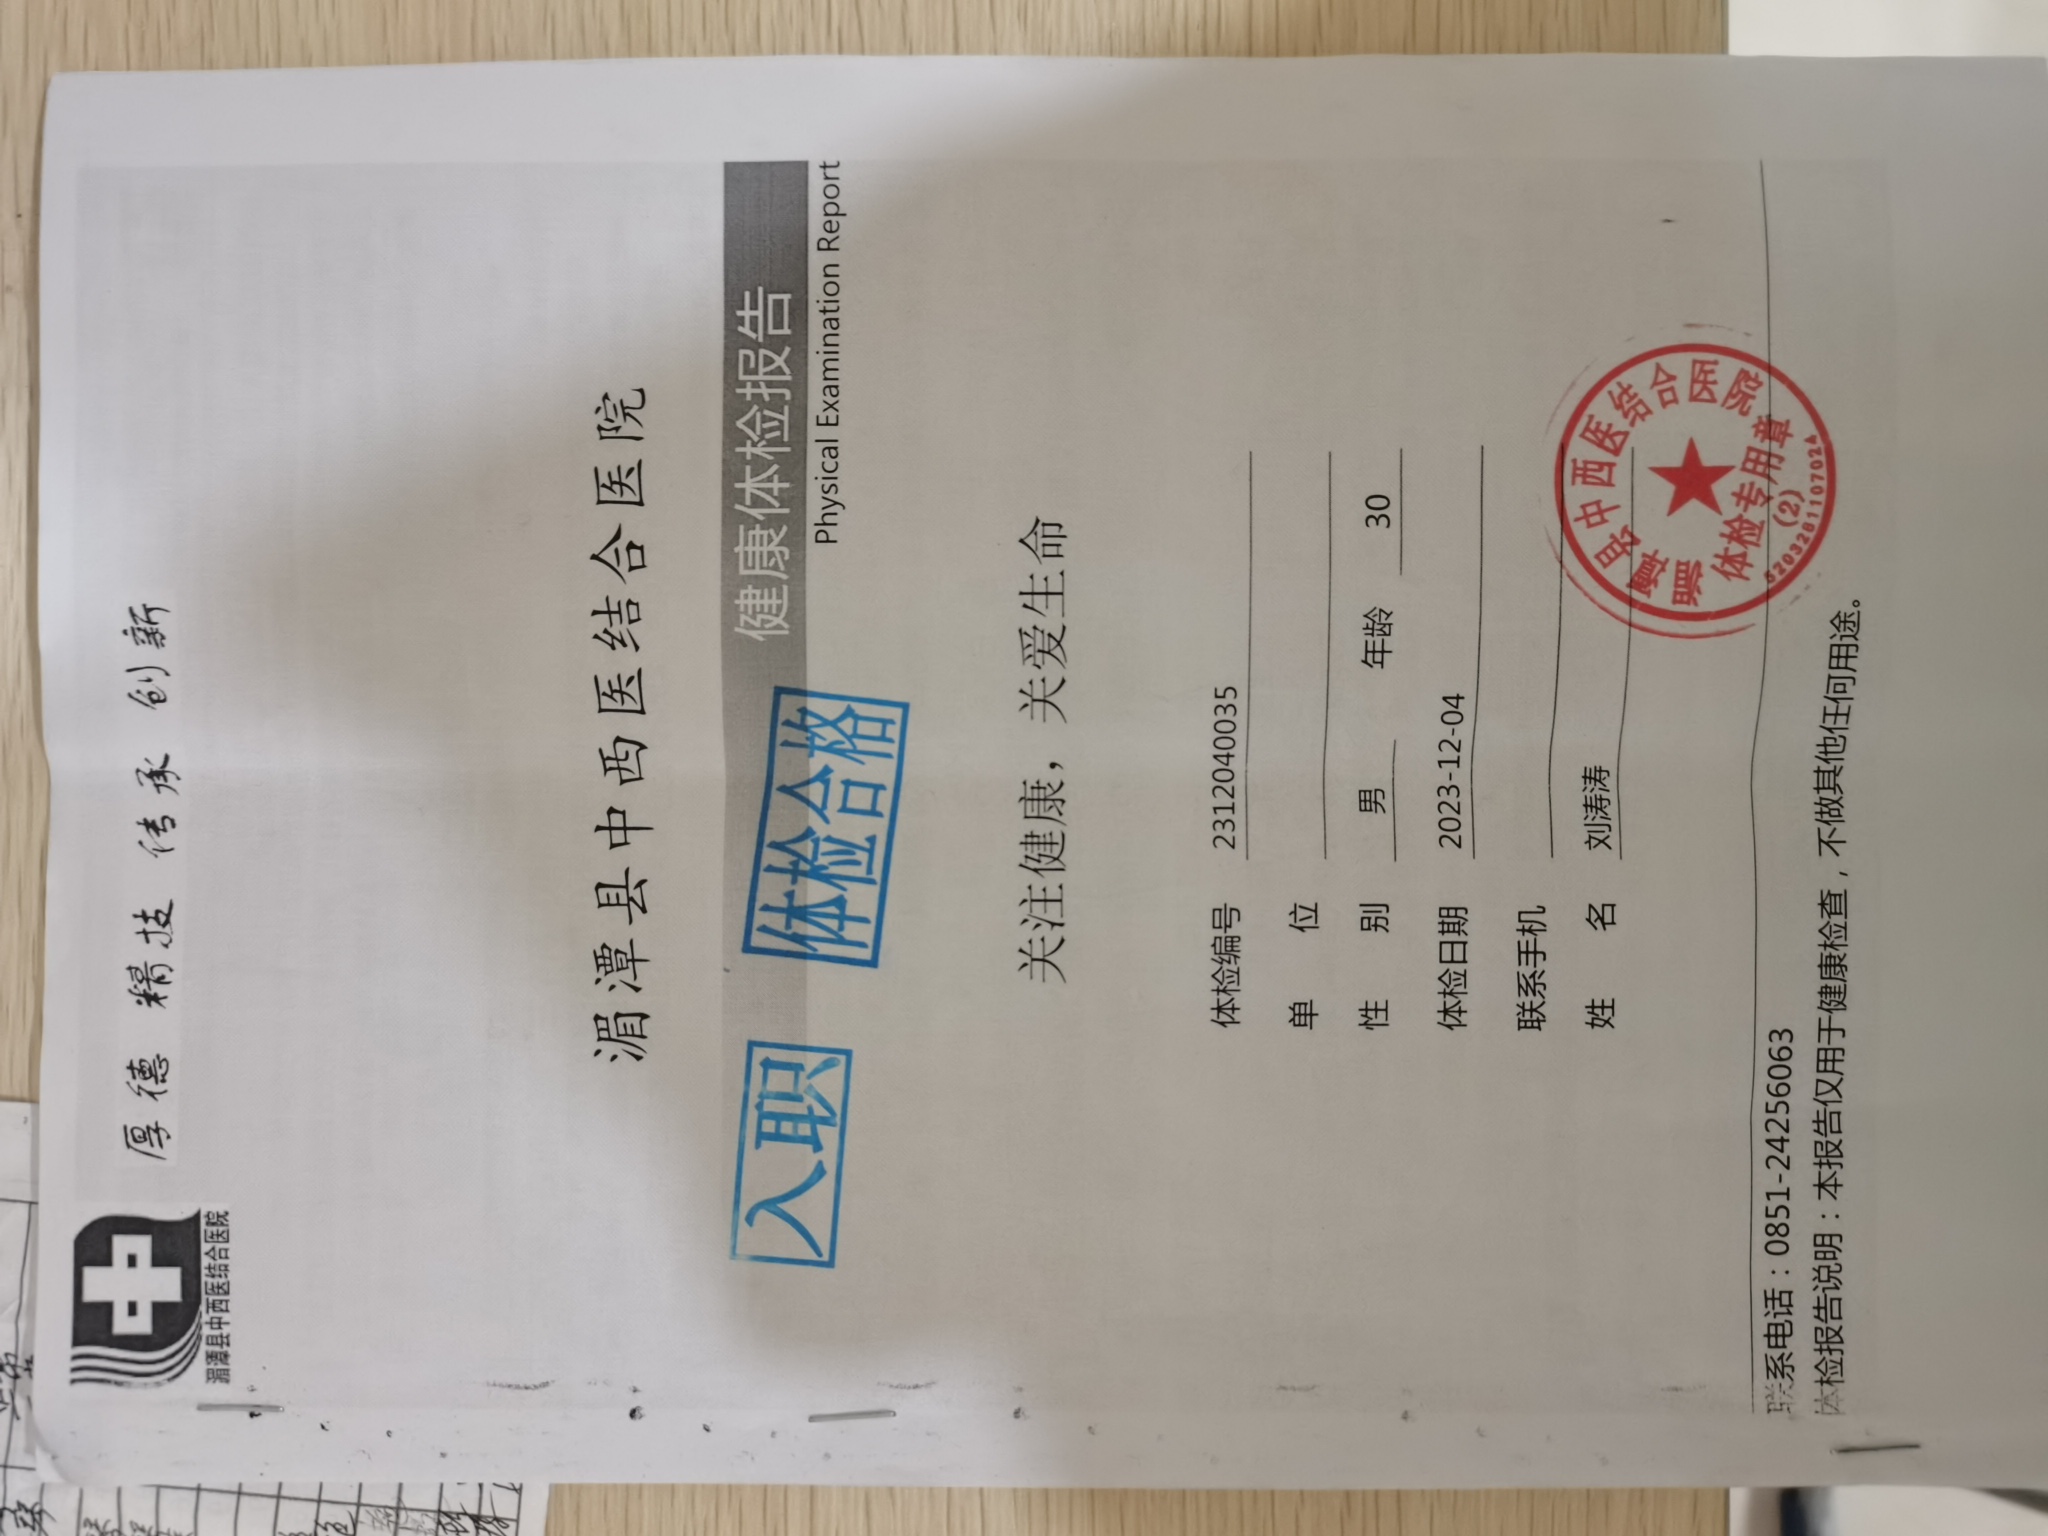 厚德 精技 传承 创新
湄潭县中西医结合医院
湄潭县中西医结合医院
健康体检报告
Physical Examination Report
入职
体检合格
关注健康，关爱生命
体检编号 2312040035
单 位
性 别 男 年龄 30
体检日期 2023-12-04
联系手机
姓 名 刘涛涛
湄潭县中西医结合医院
体检专用章
(2)
联系电话：0851-24256063
体检报告说明：本报告仅用于健康检查，不做其他任何用途。